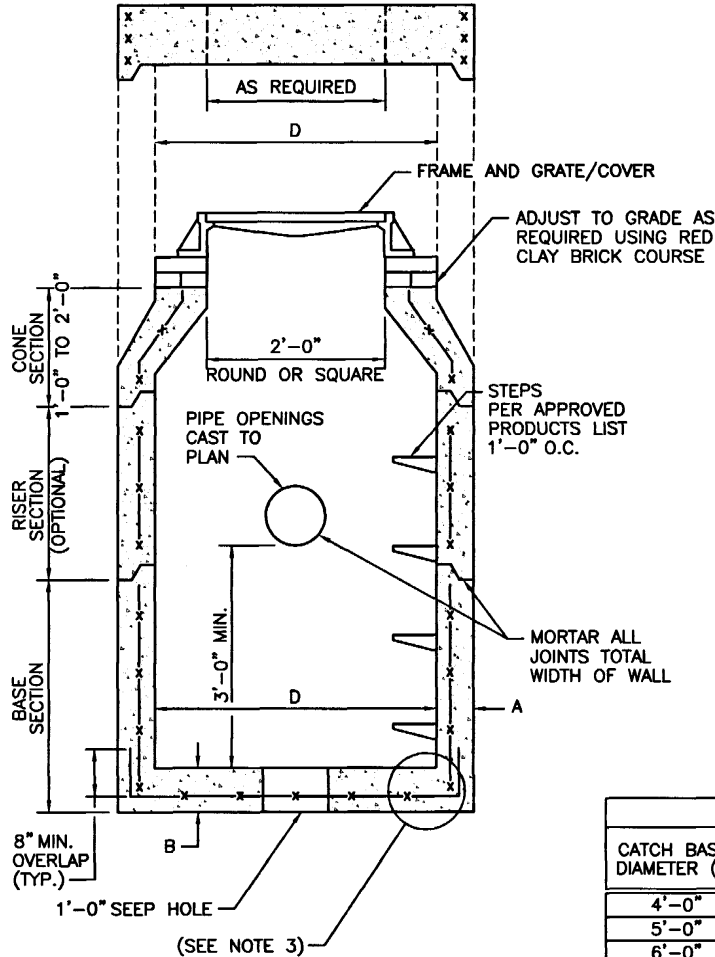 AS REQUIRED
D
FRAME AND GRATE/COVER
ADJUST TO GRADE AS
REQUIRED USING RED
CLAY BRICK COURSE
CONE
SECTION
1'-0" TO 2'-0"
2'-0"
ROUND OR SQUARE
STEPS
PER APPROVED
PRODUCTS LIST
1'-0" O.C.
PIPE OPENINGS
CAST TO
PLAN
RISER
SECTION
(OPTIONAL)
3'-0" MIN.
MORTAR ALL
JOINTS TOTAL
WIDTH OF WALL
BASE
SECTION
D
A
8" MIN.
OVERLAP
(TYP.)
B
1'-0" SEEP HOLE
(SEE NOTE 3)
CATCH BAS
DIAMETER (
4'-0"
5'-0"
6'-0"